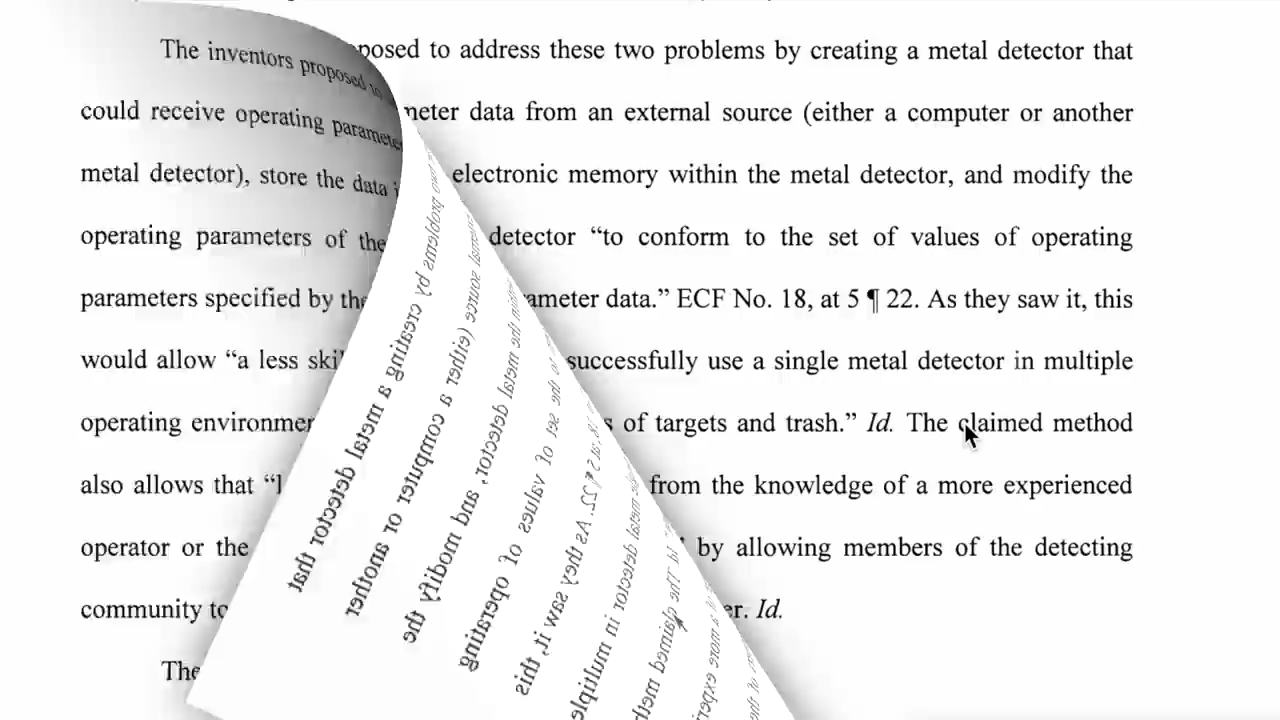 The inventors proposed to address these two problems by creating a metal detector that
could receive operating parameter data from an external source (either a computer or another
metal detector), store the data electronic memory within the metal detector, and modify the
operating parameters of the detector “to conform to the set of values of operating
parameters specified by the data.” ECF No. 18, at 5 ¶ 22. As they saw it, this
would allow “a less successfully use a single metal detector in multiple
operating of targets and trash.” Id. The claimed method
also allows that from the knowledge of a more experienced
operator or the by allowing members of the detecting
community to Id.
The